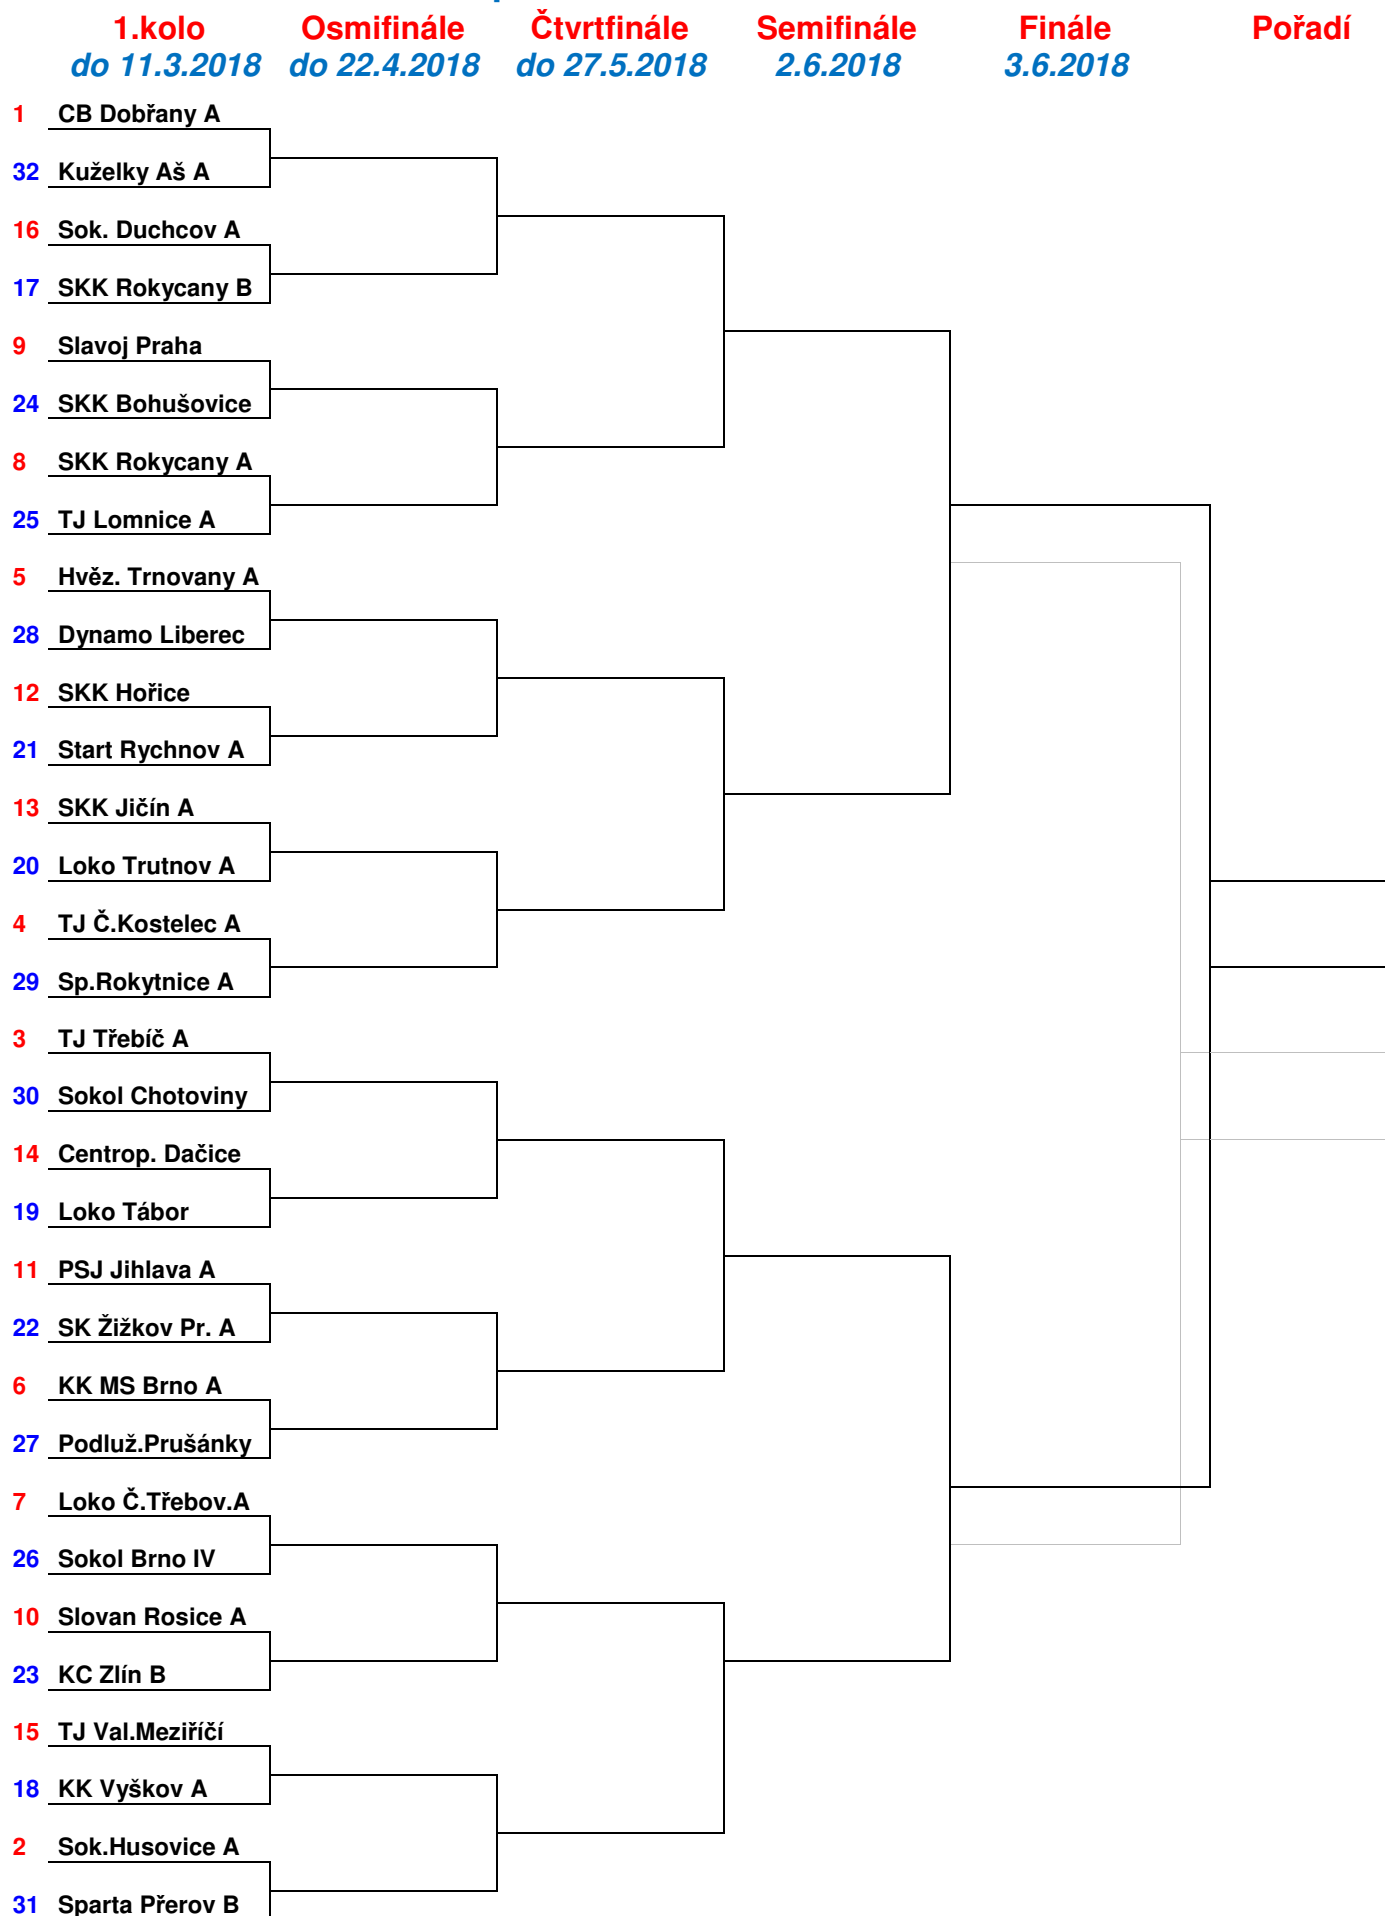 1.kolo Osmifinále Čtvrtfinále Semifinále Finále Pořadí
do 11.3.2018 do 22.4.2018 do 27.5.2018 2.6.2018 3.6.2018
1 CB Dobřany A
32 Kuželky Aš A
16 Sok. Duchcov A
17 SKK Rokycany B
9 Slavoj Praha
24 SKK Bohušovice
8 SKK Rokycany A
25 TJ Lomnice A
5 Hvěz. Trnovany A
28 Dynamo Liberec
12 SKK Hořice
21 Start Rychnov A
13 SKK Jičín A
20 Loko Trutnov A
4 TJ Č.Kostelec A
29 Sp.Rokytnice A
3 TJ Třebíč A
30 Sokol Chotoviny
14 Centrop. Dačice
19 Loko Tábor
11 PSJ Jihlava A
22 SK Žižkov Pr. A
6 KK MS Brno A
27 Podluž.Prušánky
7 Loko Č.Třebov.A
26 Sokol Brno IV
10 Slovan Rosice A
23 KC Zlín B
15 TJ Val.Meziříčí
18 KK Vyškov A
2 Sok.Husovice A
31 Sparta Přerov B